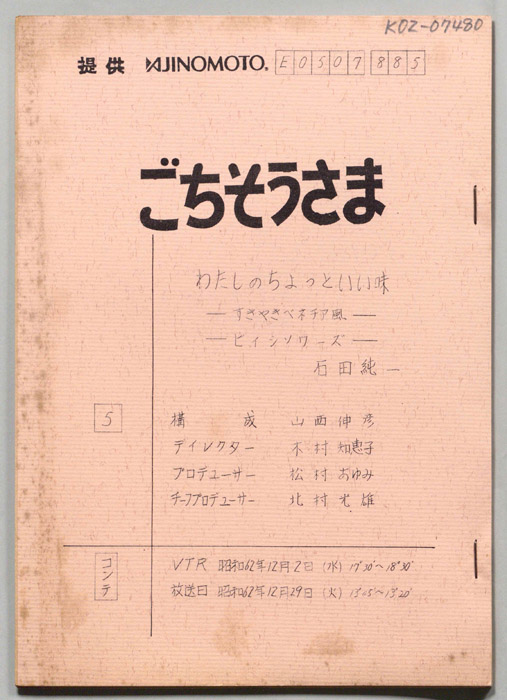 K02-07480
提供 AJINOMOTO. E0507 885
ごちそうさま
わたしのちょっといい味
― すきやきベネチア風 ―
― ビィシソワーズ ―
石田純一
5
構成 山西伸彦
ディレクター 木村知恵子
プロデューサー 松村あゆみ
チーフプロデューサー 北村光雄
コンテ
VTR 昭和62年12月2日(水) 17:30~18:30
放送日 昭和62年12月29日(火) 13:05~13:20